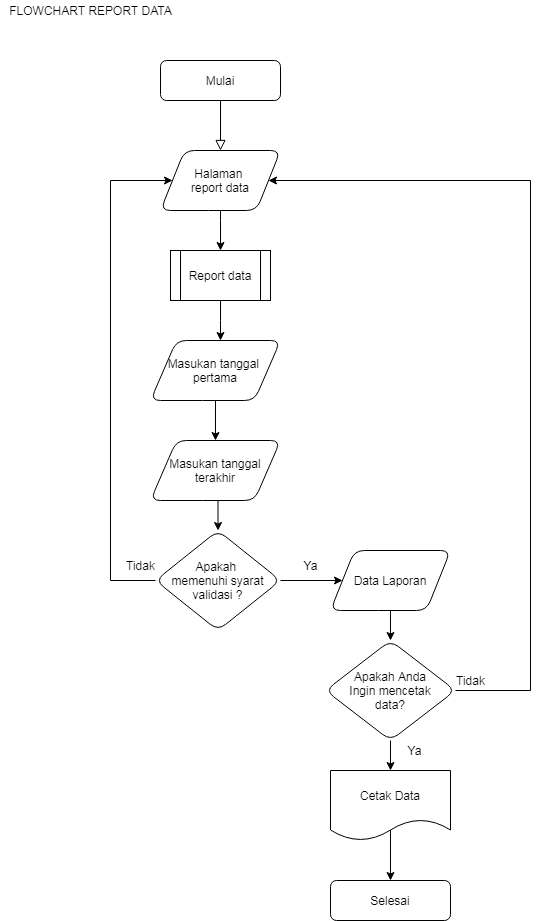 FLOWCHART REPORT DATA
Mulai
Halaman
report data
Report data
Masukan tanggal
pertama
Masukan tanggal
terakhir
Tidak
Apakah
memenuhi syarat
validasi ?
Ya
Data Laporan
Apakah Anda
Ingin mencetak
data?
Tidak
Ya
Cetak Data
Selesai